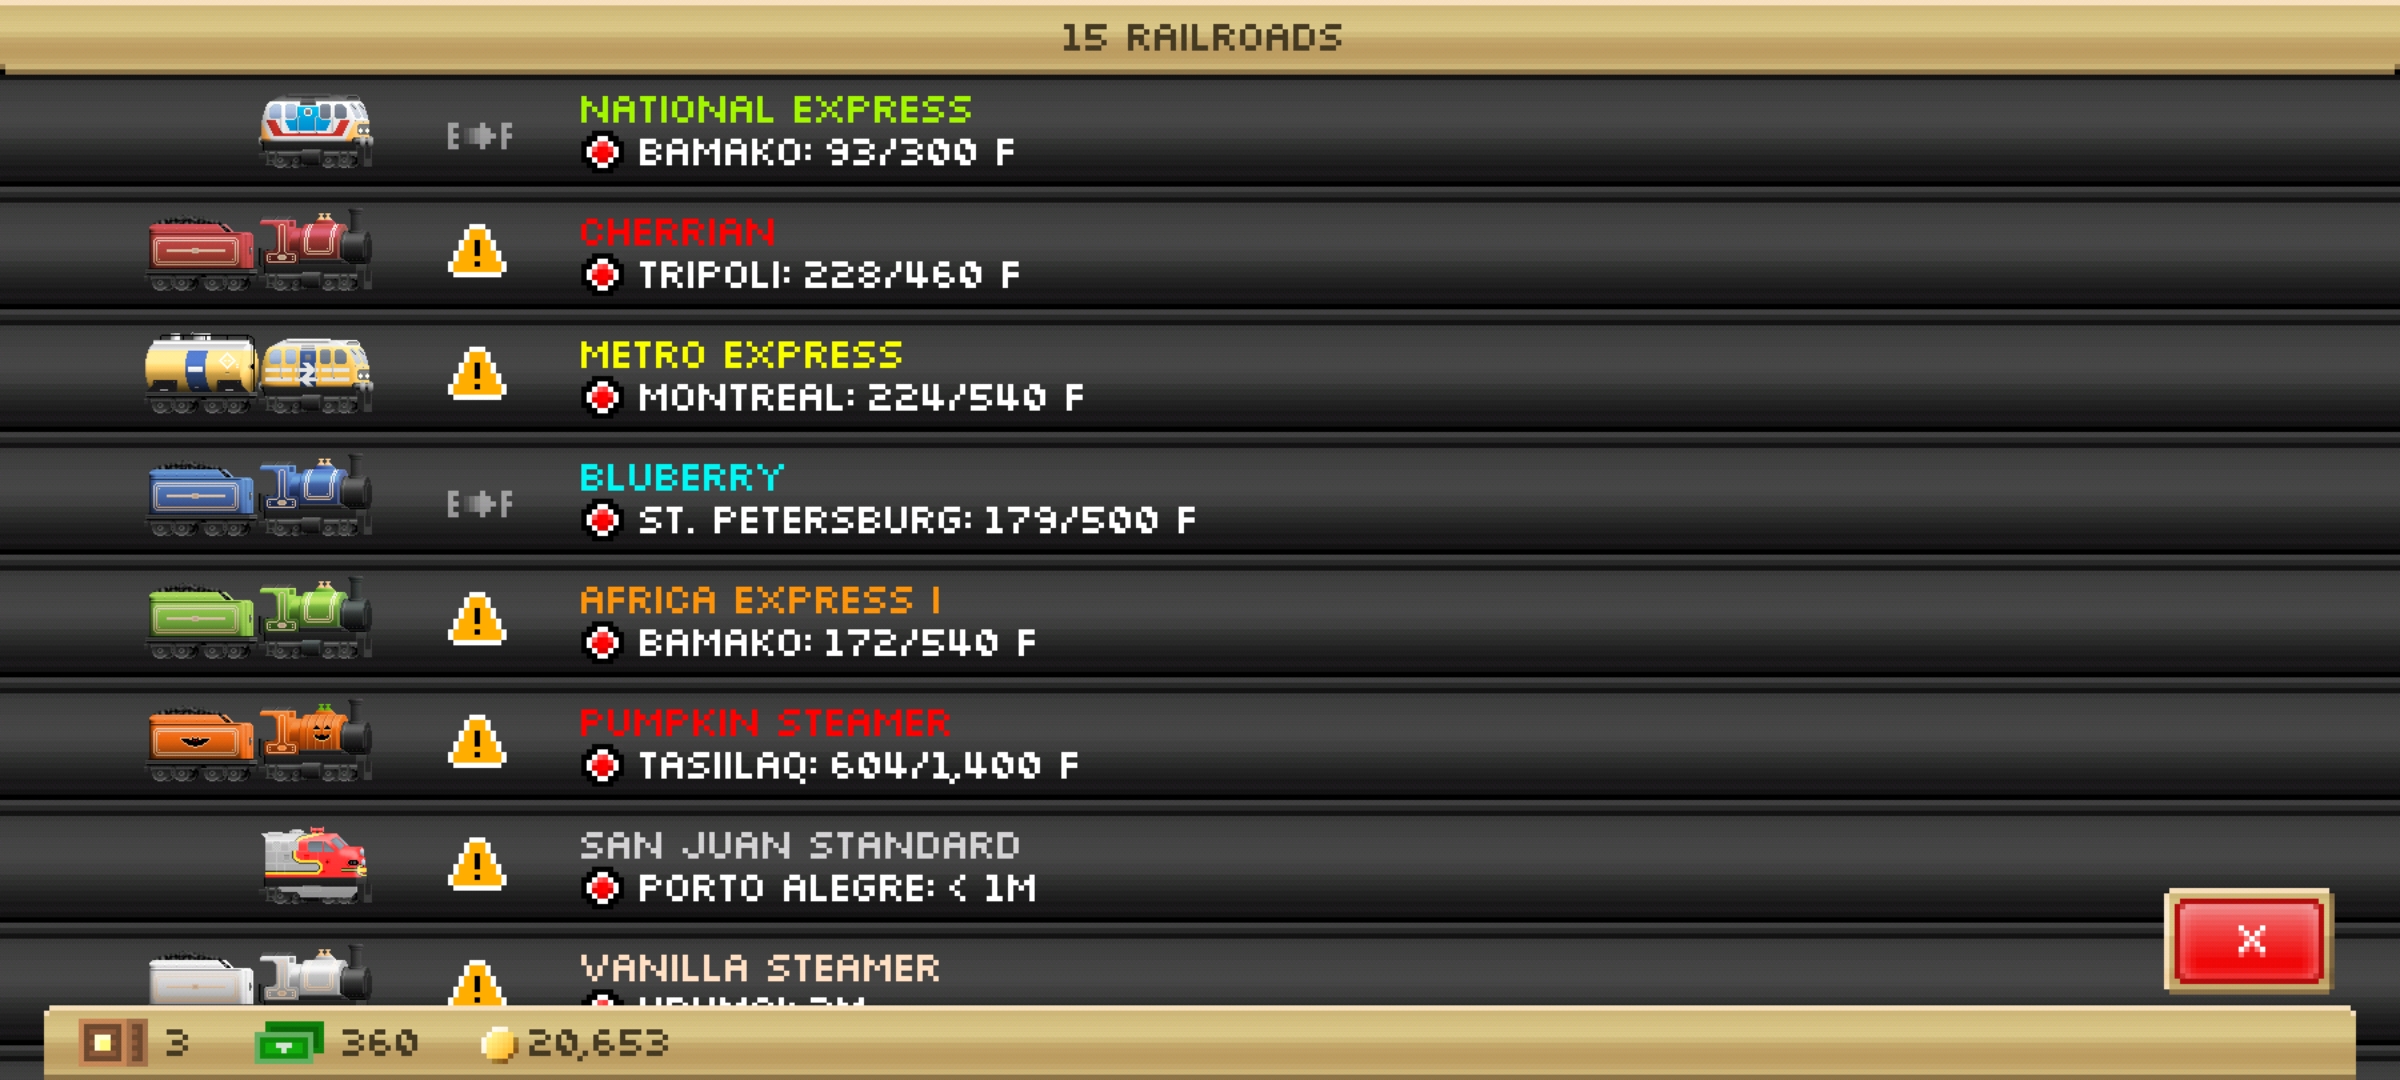 15 RAILROADS
NATIONAL EXPRESS
E F
BAMAKO: 93/300 F
CHERRIAN
TRIPOLI: 228/460 F
METRO EXPRESS
MONTREAL: 224/540 F
BLUBERRY
E F
ST. PETERSBURG: 179/500 F
AFRICA EXPRESS I
BAMAKO: 172/540 F
PUMPKIN STEAMER
TASIILAQ: 604/1,400 F
SAN JUAN STANDARD
PORTO ALEGRE: < 1M
VANILLA STEAMER
X
3 360 20,653